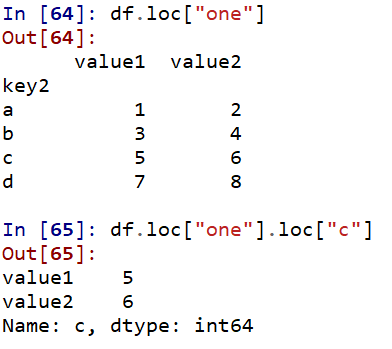 In [64]: df.loc["one"]
Out[64]:
      value1  value2
key2
a          1       2
b          3       4
c          5       6
d          7       8
In [65]: df.loc["one"].loc["c"]
Out[65]:
value1    5
value2    6
Name: c, dtype: int64